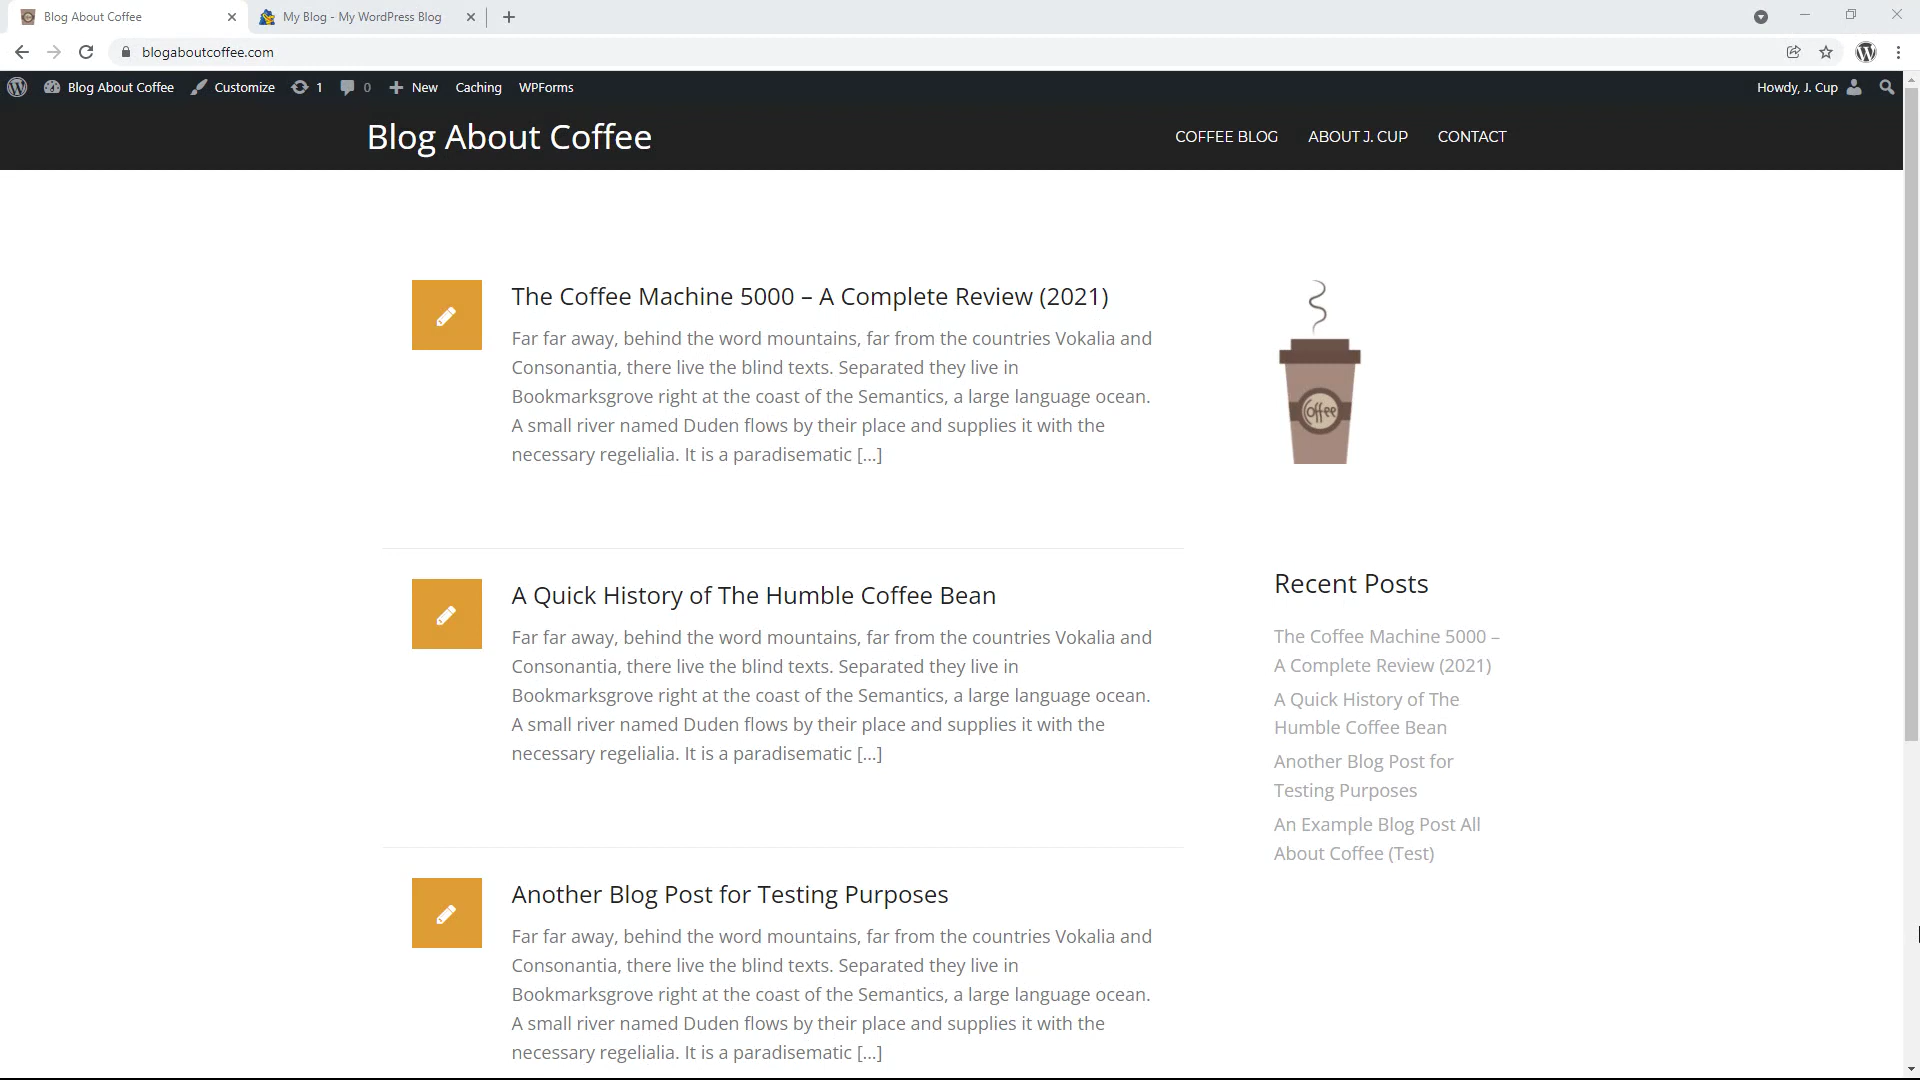 Blog About Coffee
My Blog - My WordPress Blog
blogaboutcoffee.com
Blog About Coffee
Customize
1
0
New
Caching
WPForms
Howdy, J. Cup
Blog About Coffee
COFFEE BLOG
ABOUT J. CUP
CONTACT
The Coffee Machine 5000 – A Complete Review (2021)
Far far away, behind the word mountains, far from the countries Vokalia and
Consonantia, there live the blind texts. Separated they live in
Bookmarksgrove right at the coast of the Semantics, a large language ocean.
A small river named Duden flows by their place and supplies it with the
necessary regelialia. It is a paradisematic […]
A Quick History of The Humble Coffee Bean
Far far away, behind the word mountains, far from the countries Vokalia and
Consonantia, there live the blind texts. Separated they live in
Bookmarksgrove right at the coast of the Semantics, a large language ocean.
A small river named Duden flows by their place and supplies it with the
necessary regelialia. It is a paradisematic […]
Another Blog Post for Testing Purposes
Far far away, behind the word mountains, far from the countries Vokalia and
Consonantia, there live the blind texts. Separated they live in
Bookmarksgrove right at the coast of the Semantics, a large language ocean.
A small river named Duden flows by their place and supplies it with the
necessary regelialia. It is a paradisematic […]
Coffee
Recent Posts
The Coffee Machine 5000 –
A Complete Review (2021)
A Quick History of The
Humble Coffee Bean
Another Blog Post for
Testing Purposes
An Example Blog Post All
About Coffee (Test)